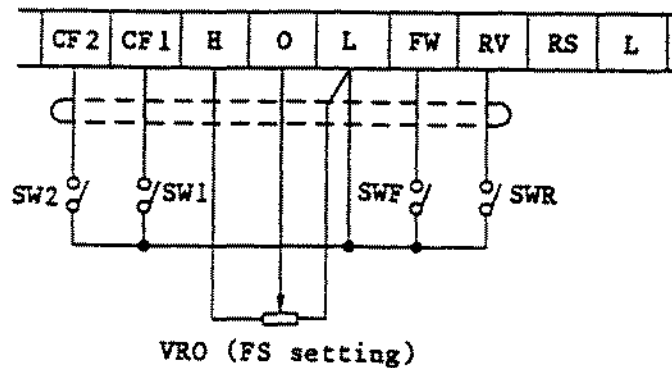 CF2 CF1 H O L FW RV RS L
SW2 SW1 SWF SWR
VRO (FS setting)